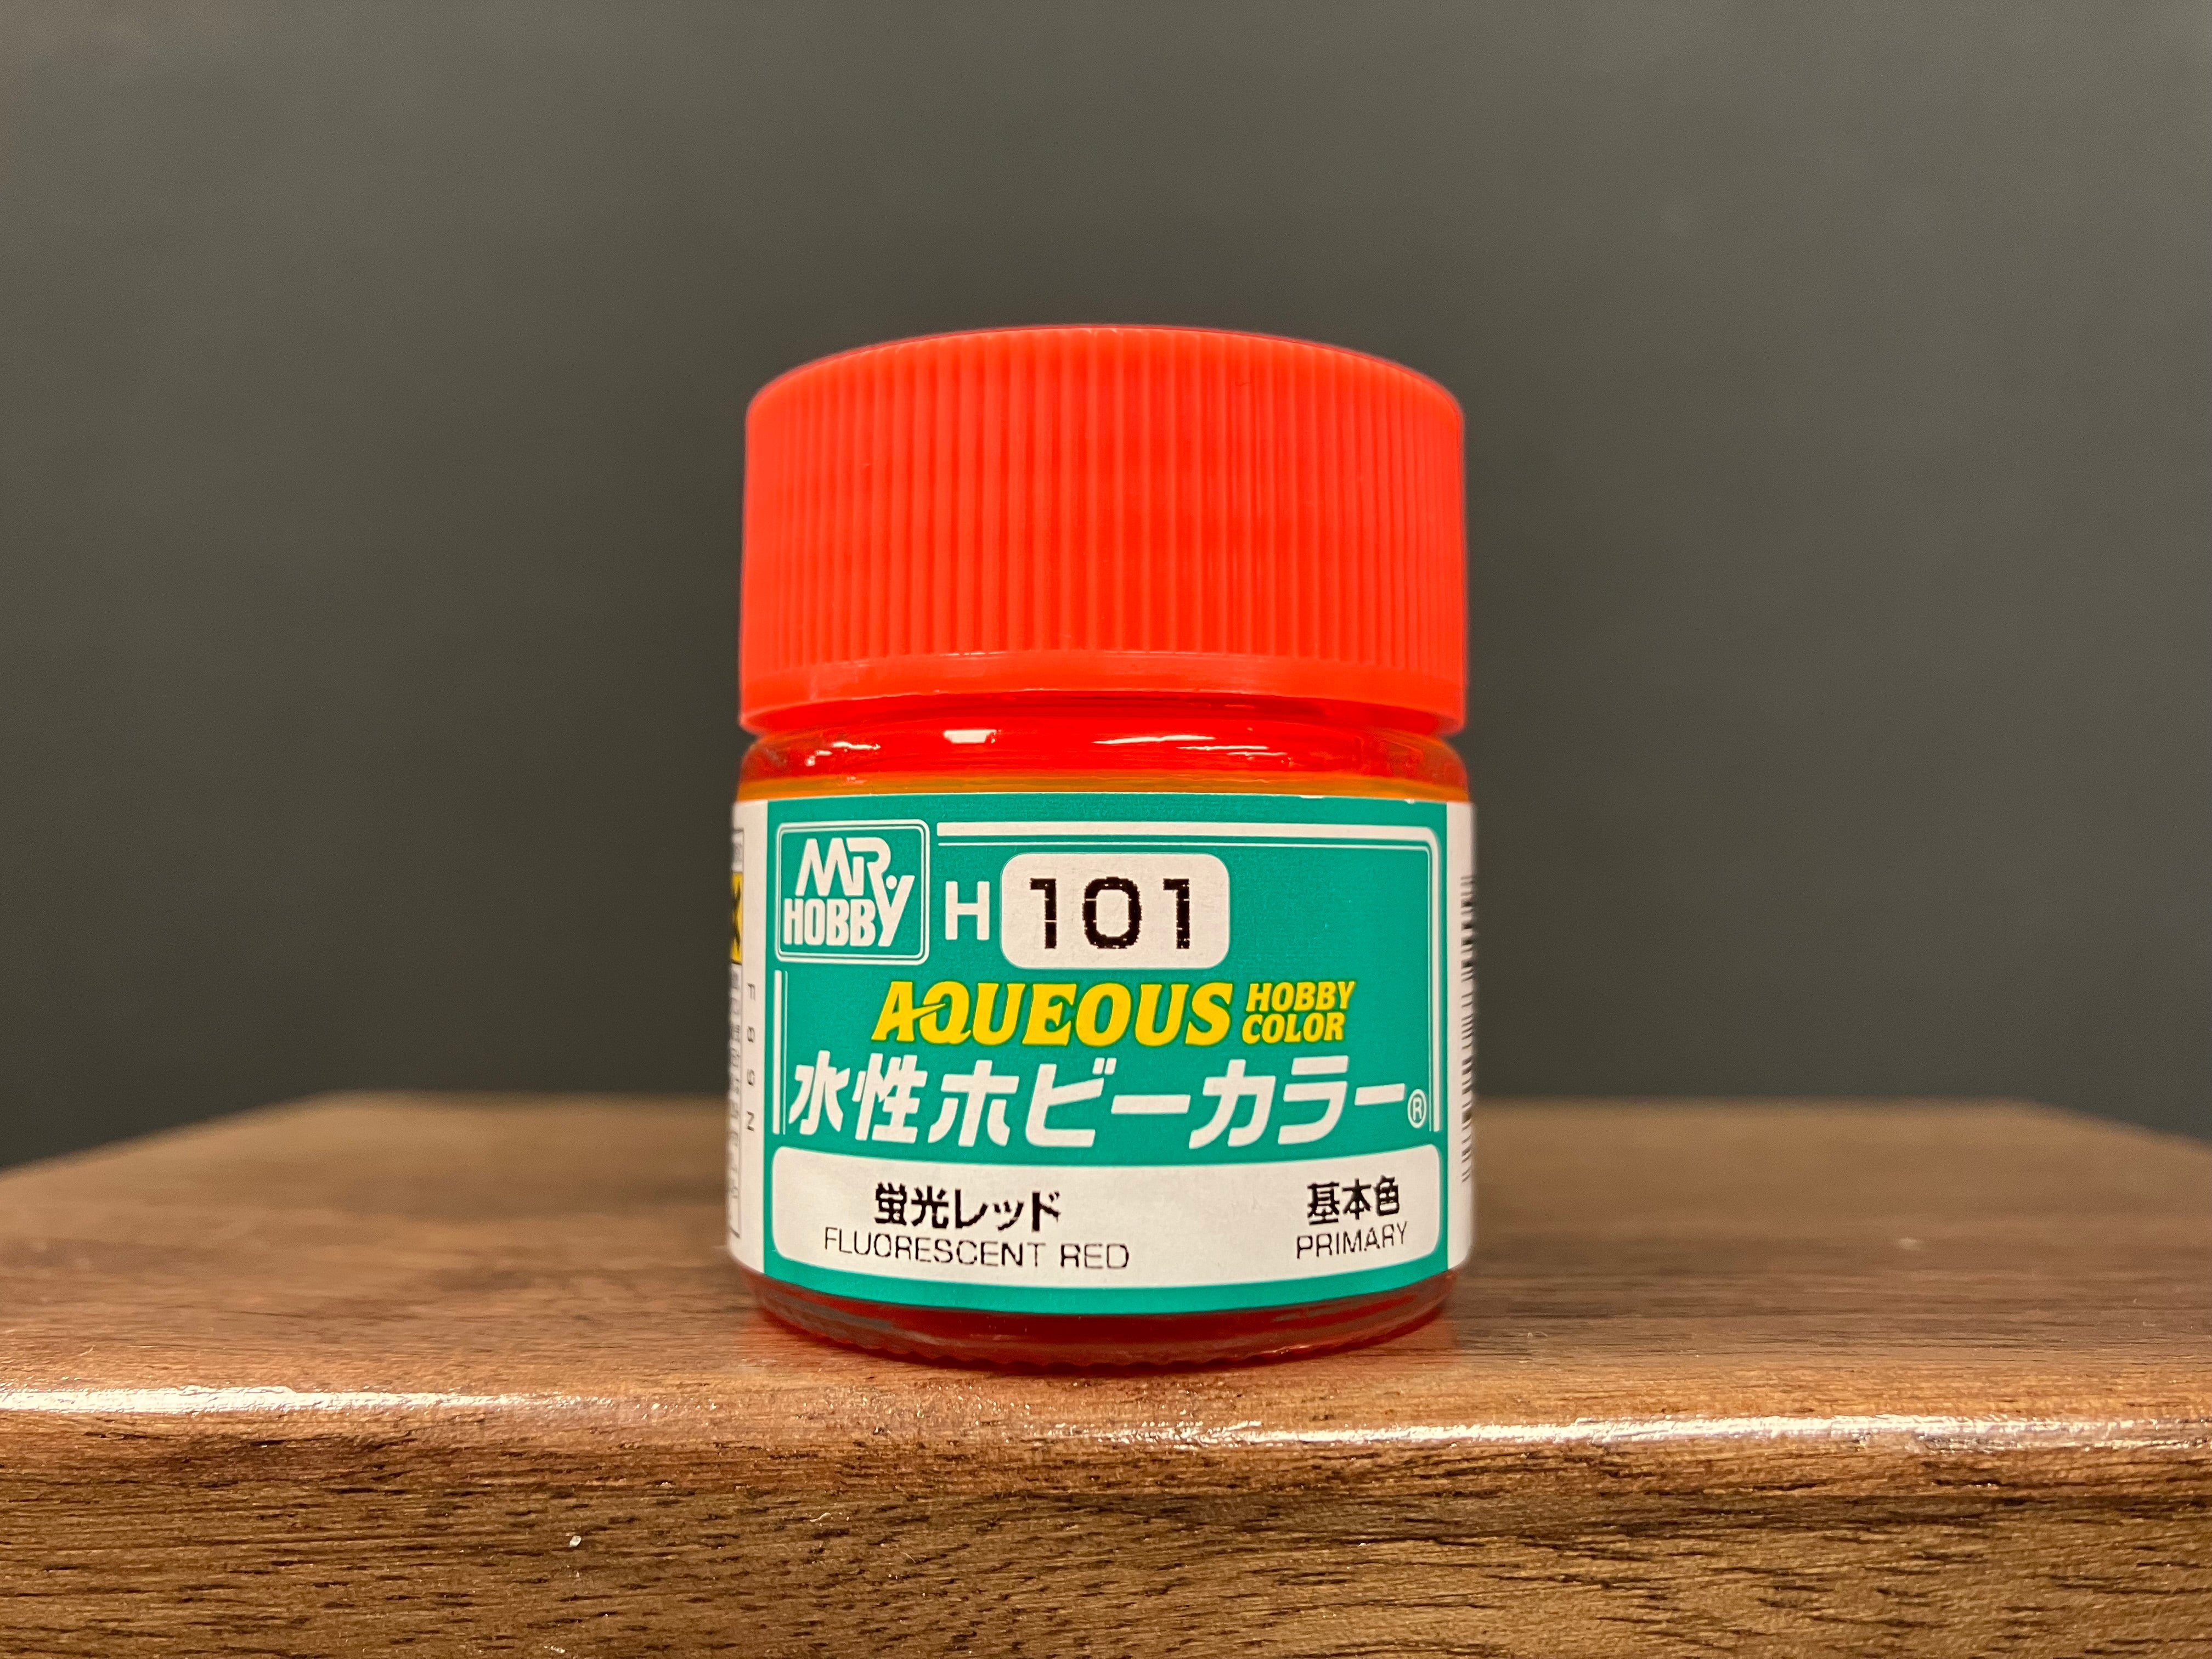 MR. HOBBY
H 101
AQUEOUS HOBBY COLOR
水性ホビーカラー®
蛍光レッド 基本色
FLUORESCENT RED PRIMARY